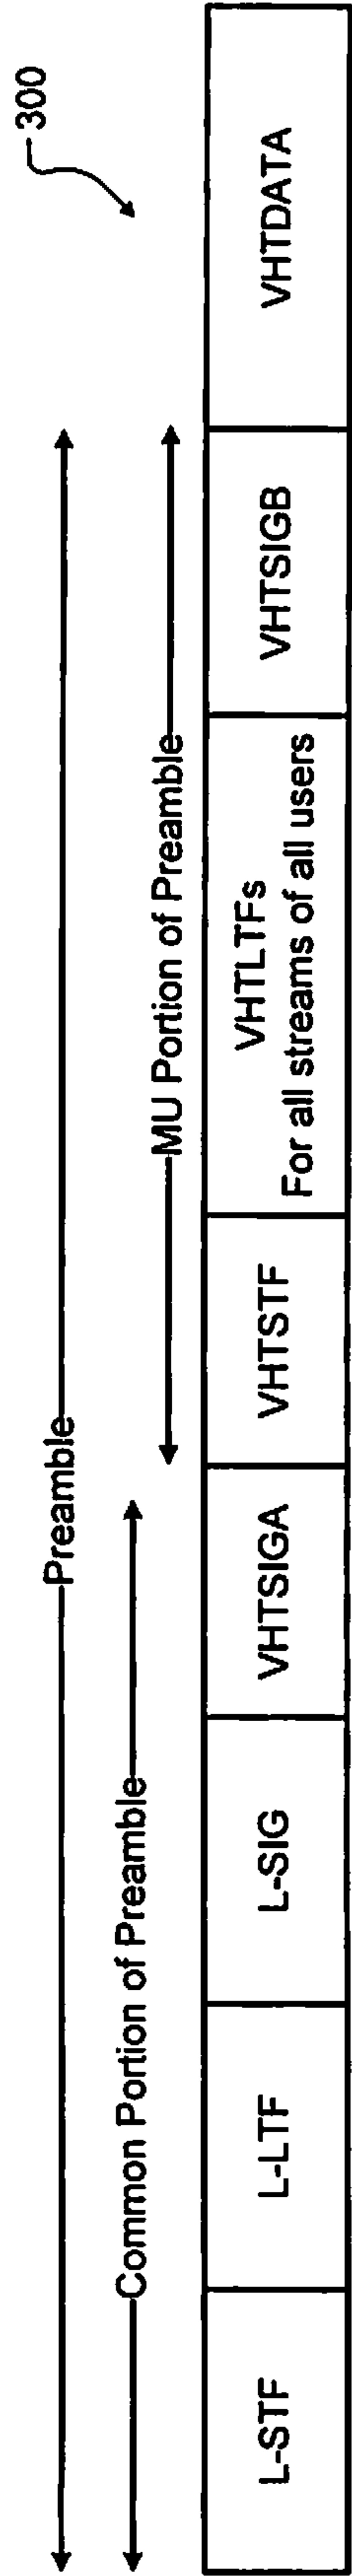 300
Preamble
Common Portion of Preamble
MU Portion of Preamble
L-STF
L-LTF
L-SIG
VHTSIGA
VHTSTF
VHTLTFs
For all streams of all users
VHTSIGB
VHTDATA